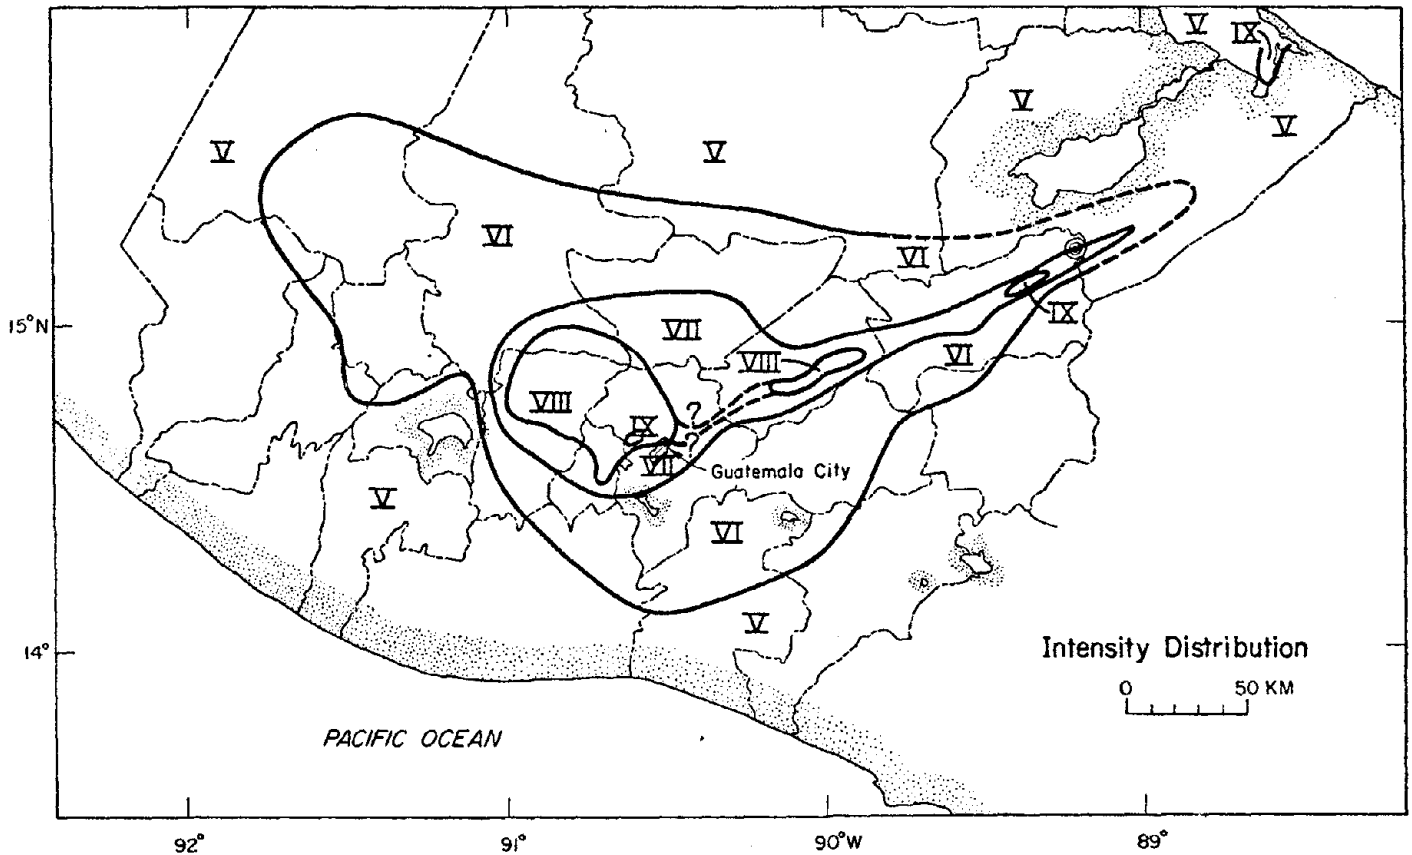 V
IX
V
V
V
V
VI
VI
15°N
VII
IX
VIII
VI
VIII
?
IX
?
VII
Guatemala City
V
VI
V
14°
Intensity Distribution
0 50 KM
PACIFIC OCEAN
92° 91° 90°W 89°